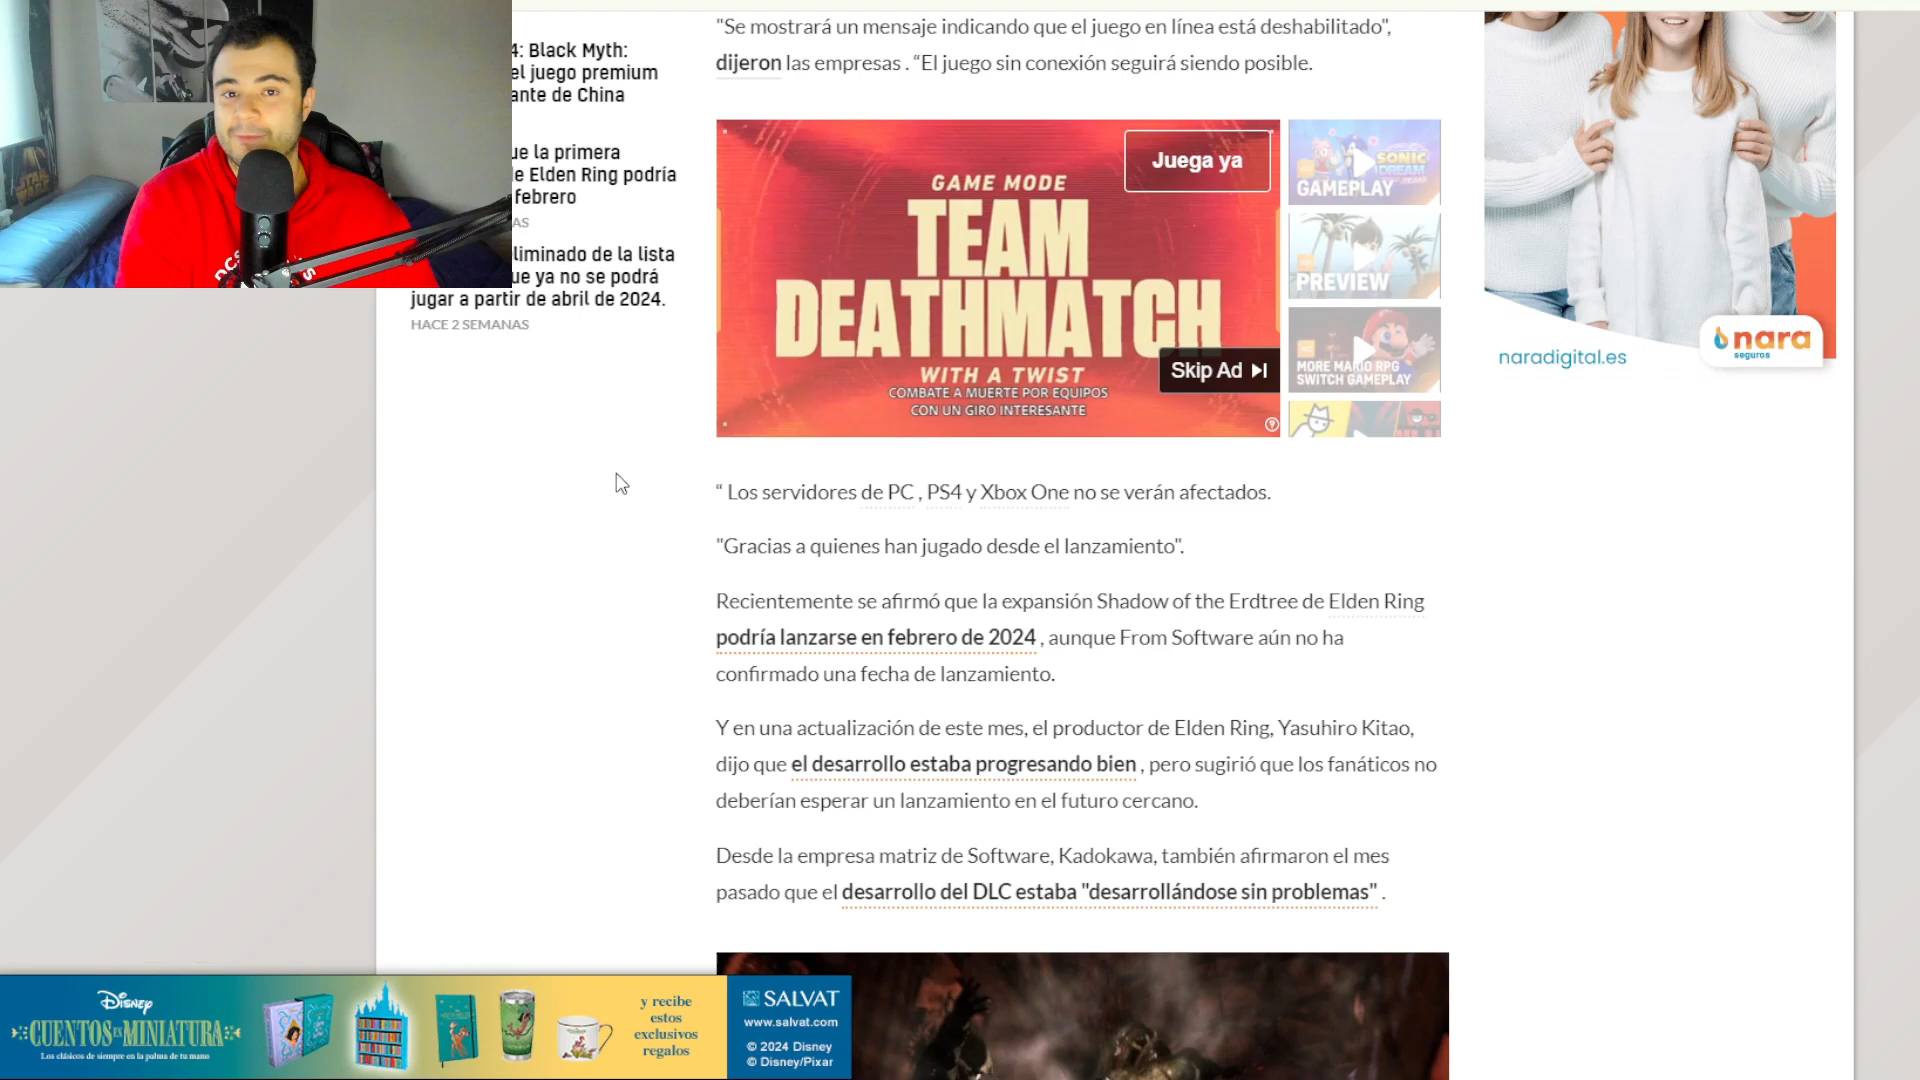 4: Black Myth:
el juego premium
ante de China
ue la primera
e Elden Ring podría
febrero
AS
liminado de la lista
ue ya no se podrá
jugar a partir de abril de 2024.
HACE 2 SEMANAS
"Se mostrará un mensaje indicando que el juego en línea está deshabilitado",
dijeron las empresas . “El juego sin conexión seguirá siendo posible.
Juega ya
GAME MODE
TEAM
DEATHMATCH
WITH A TWIST
COMBATE A MUERTE POR EQUIPOS
CON UN GIRO INTERESANTE
Skip Ad
SONIC
DREAM
GAMEPLAY
PREVIEW
MORE MARIO RPG
SWITCH GAMEPLAY
“ Los servidores de PC , PS4 y Xbox One no se verán afectados.
"Gracias a quienes han jugado desde el lanzamiento".
Recientemente se afirmó que la expansión Shadow of the Erdtree de Elden Ring
podría lanzarse en febrero de 2024 , aunque From Software aún no ha
confirmado una fecha de lanzamiento.
Y en una actualización de este mes, el productor de Elden Ring, Yasuhiro Kitao,
dijo que el desarrollo estaba progresando bien , pero sugirió que los fanáticos no
deberían esperar un lanzamiento en el futuro cercano.
Desde la empresa matriz de Software, Kadokawa, también afirmaron el mes
pasado que el desarrollo del DLC estaba "desarrollándose sin problemas" .
naradigital.es
nara
seguros
Disney
CUENTOS EN MINIATURA
Los clásicos de siempre en la palma de tu mano
y recibe
estos
exclusivos
regalos
SALVAT
www.salvat.com
© 2024 Disney
© Disney/Pixar